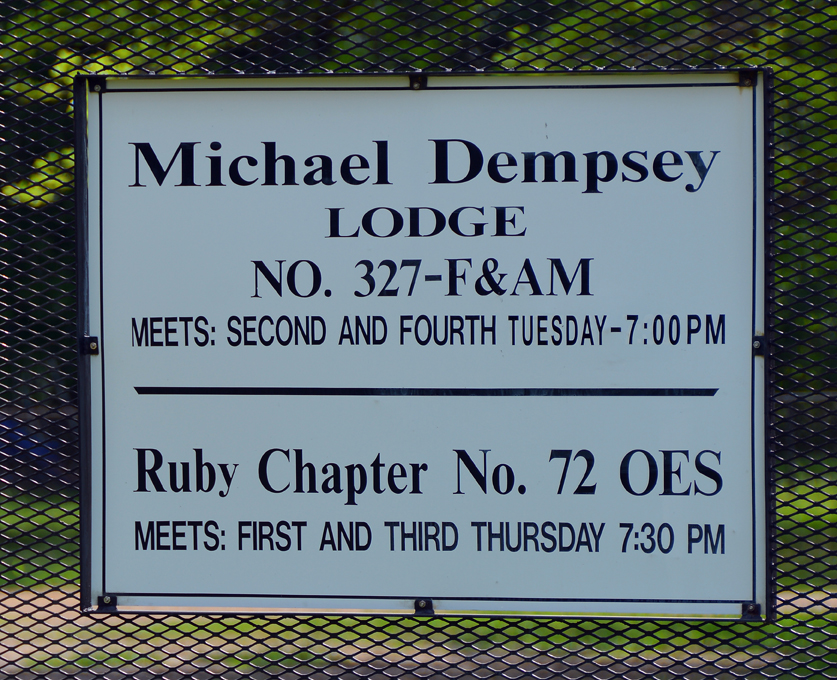 Michael Dempsey
LODGE
NO. 327-F&AM
MEETS: SECOND AND FOURTH TUESDAY-7:00PM
Ruby Chapter No. 72 OES
MEETS: FIRST AND THIRD THURSDAY 7:30 PM